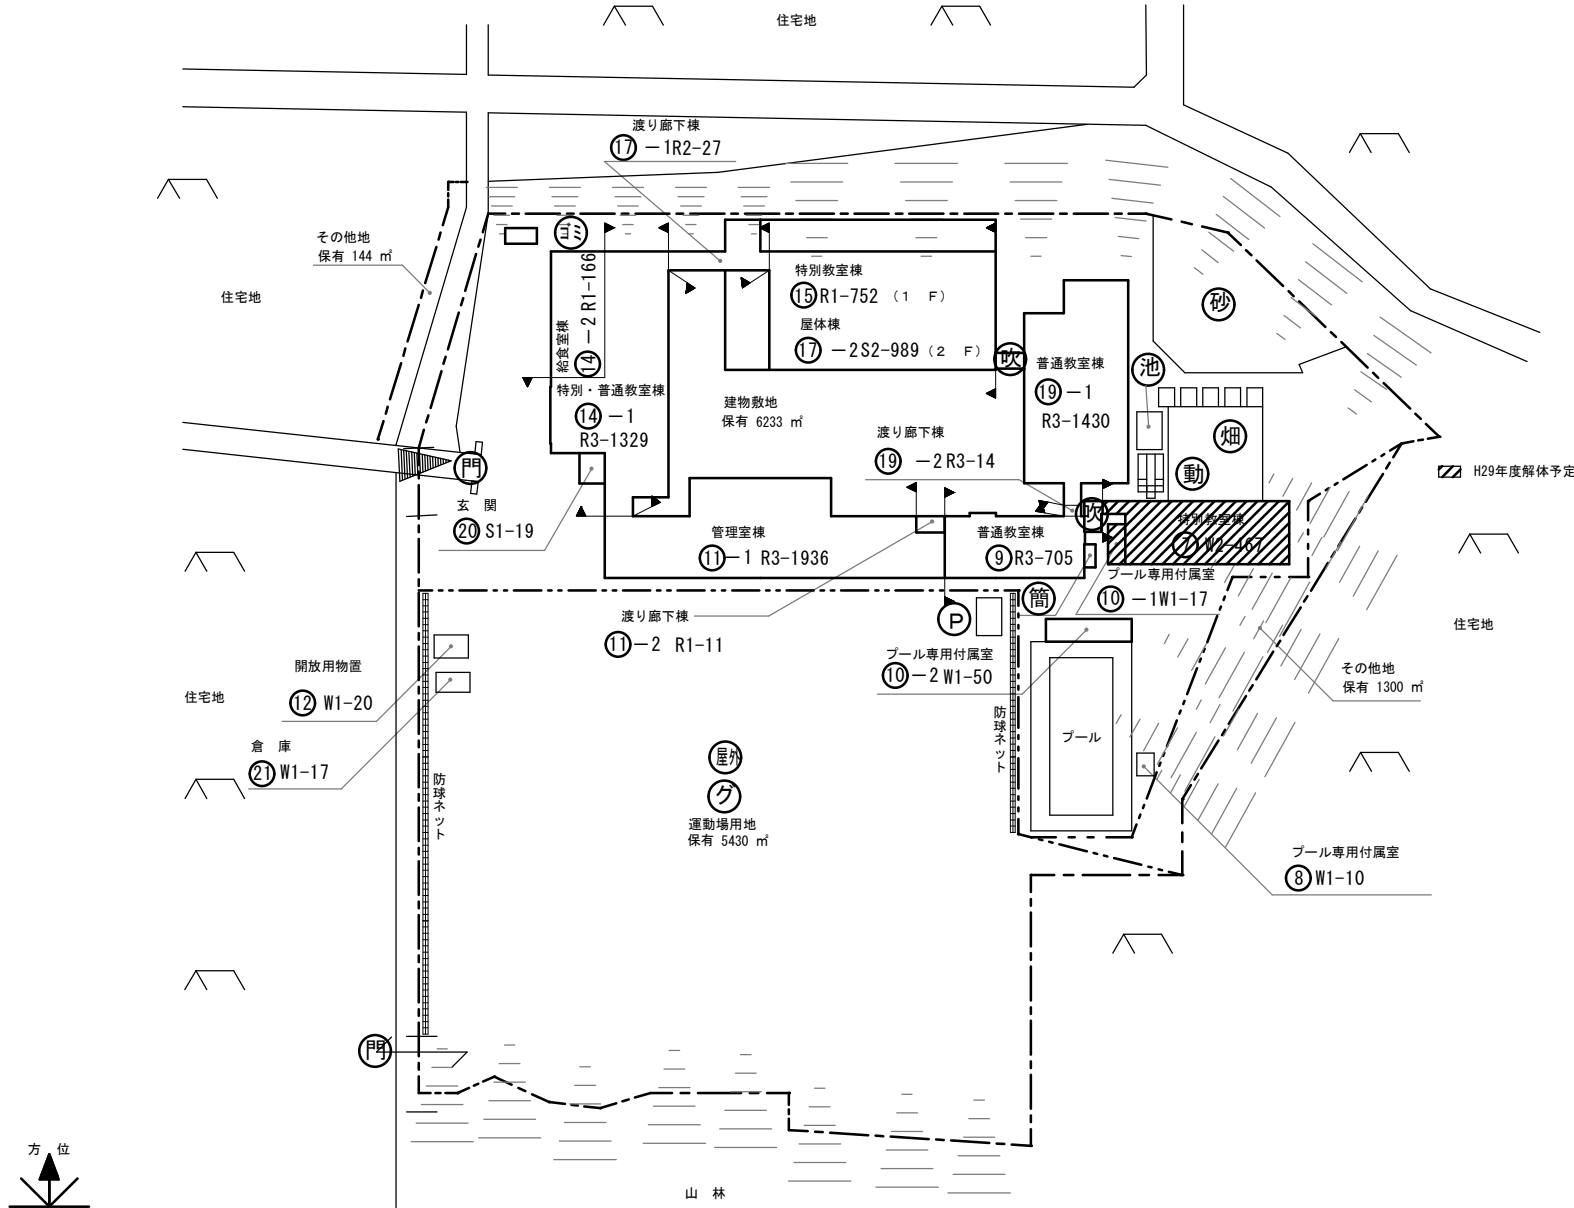 住宅地
渡り廊下棟
⑰－1R2-27
その他地
保有 144 ㎡
住宅地
ゴミ
給食室棟
⑭－2 R1-166
特別教室棟
⑮R1-752 （1 F）
屋体棟
⑰－2S2-989（2 F）
吹
砂
池
普通教室棟
⑲－1
R3-1430
特別・普通教室棟
⑭－1
R3-1329
建物敷地
保有 6233 ㎡
渡り廊下棟
⑲－2R3-14
畑
動
H29年度解体予定
門
玄 関
⑳ S1-19
管理室棟
⑪－1 R3-1936
普通教室棟
⑨R3-705
吹
特別教室棟
⑦ W2-467
プール専用付属室
⑩－1W1-17
簡
P
渡り廊下棟
⑪－2 R1-11
プール専用付属室
⑩－2 W1-50
住宅地
その他地
保有 1300 ㎡
開放用物置
⑫ W1-20
住宅地
倉 庫
㉑ W1-17
防球ネット
屋外
グ
運動場用地
保有 5430 ㎡
防球ネット
プール
プール専用付属室
⑧ W1-10
門
方 位
山 林